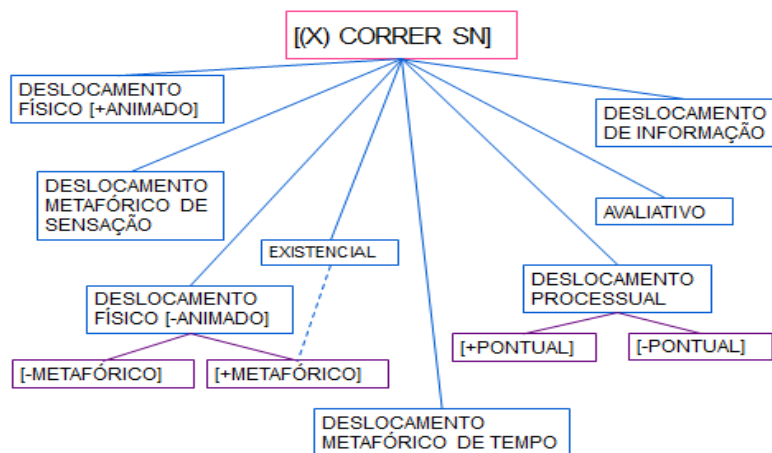 [(X) CORRER SN]
DESLOCAMENTO
FÍSICO [+ANIMADO]
DESLOCAMENTO
DE INFORMAÇÃO
DESLOCAMENTO
METAFÓRICO DE
SENSAÇÃO
AVALIATIVO
EXISTENCIAL
DESLOCAMENTO
FÍSICO [-ANIMADO]
DESLOCAMENTO
PROCESSUAL
[-METAFÓRICO]
[+METAFÓRICO]
[+PONTUAL]
[-PONTUAL]
DESLOCAMENTO
METAFÓRICO DE TEMPO